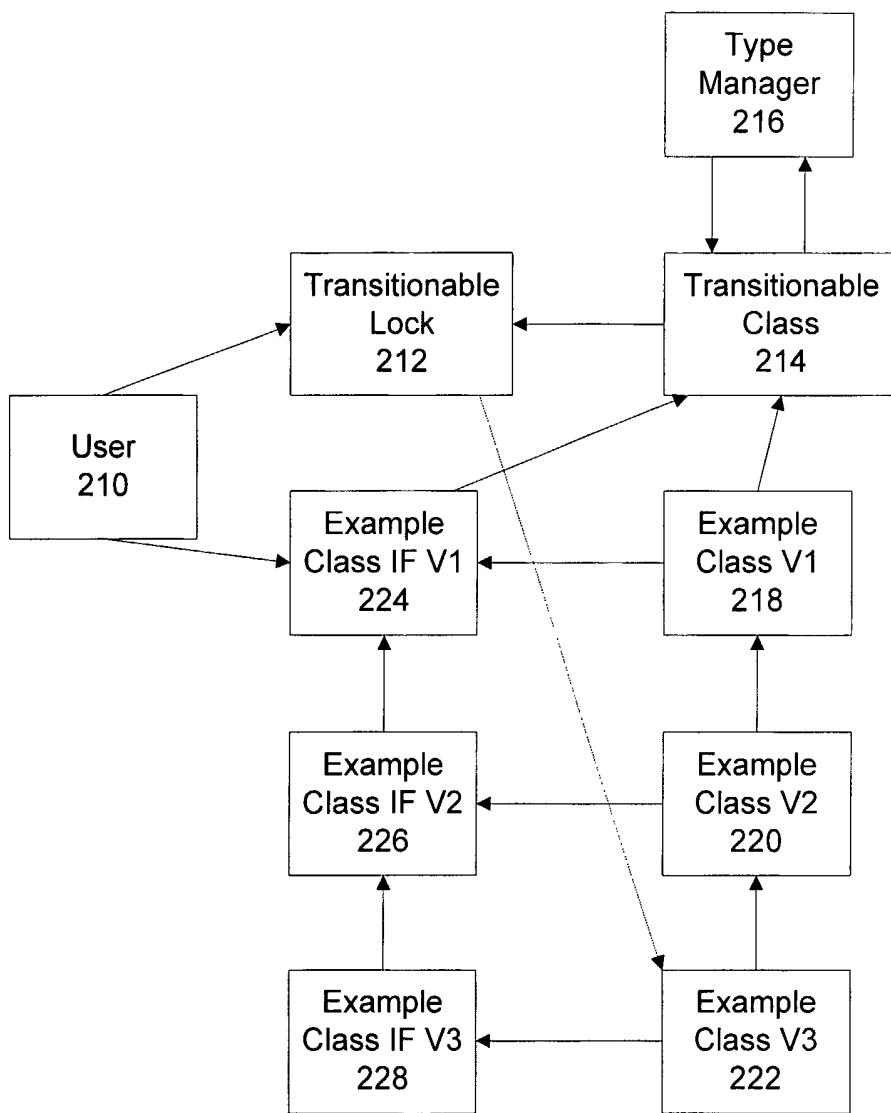 Type
Manager
216
Transitionable
Lock
212
Transitionable
Class
214
User
210
Example
Class IF V1
224
Example
Class V1
218
Example
Class IF V2
226
Example
Class V2
220
Example
Class IF V3
228
Example
Class V3
222